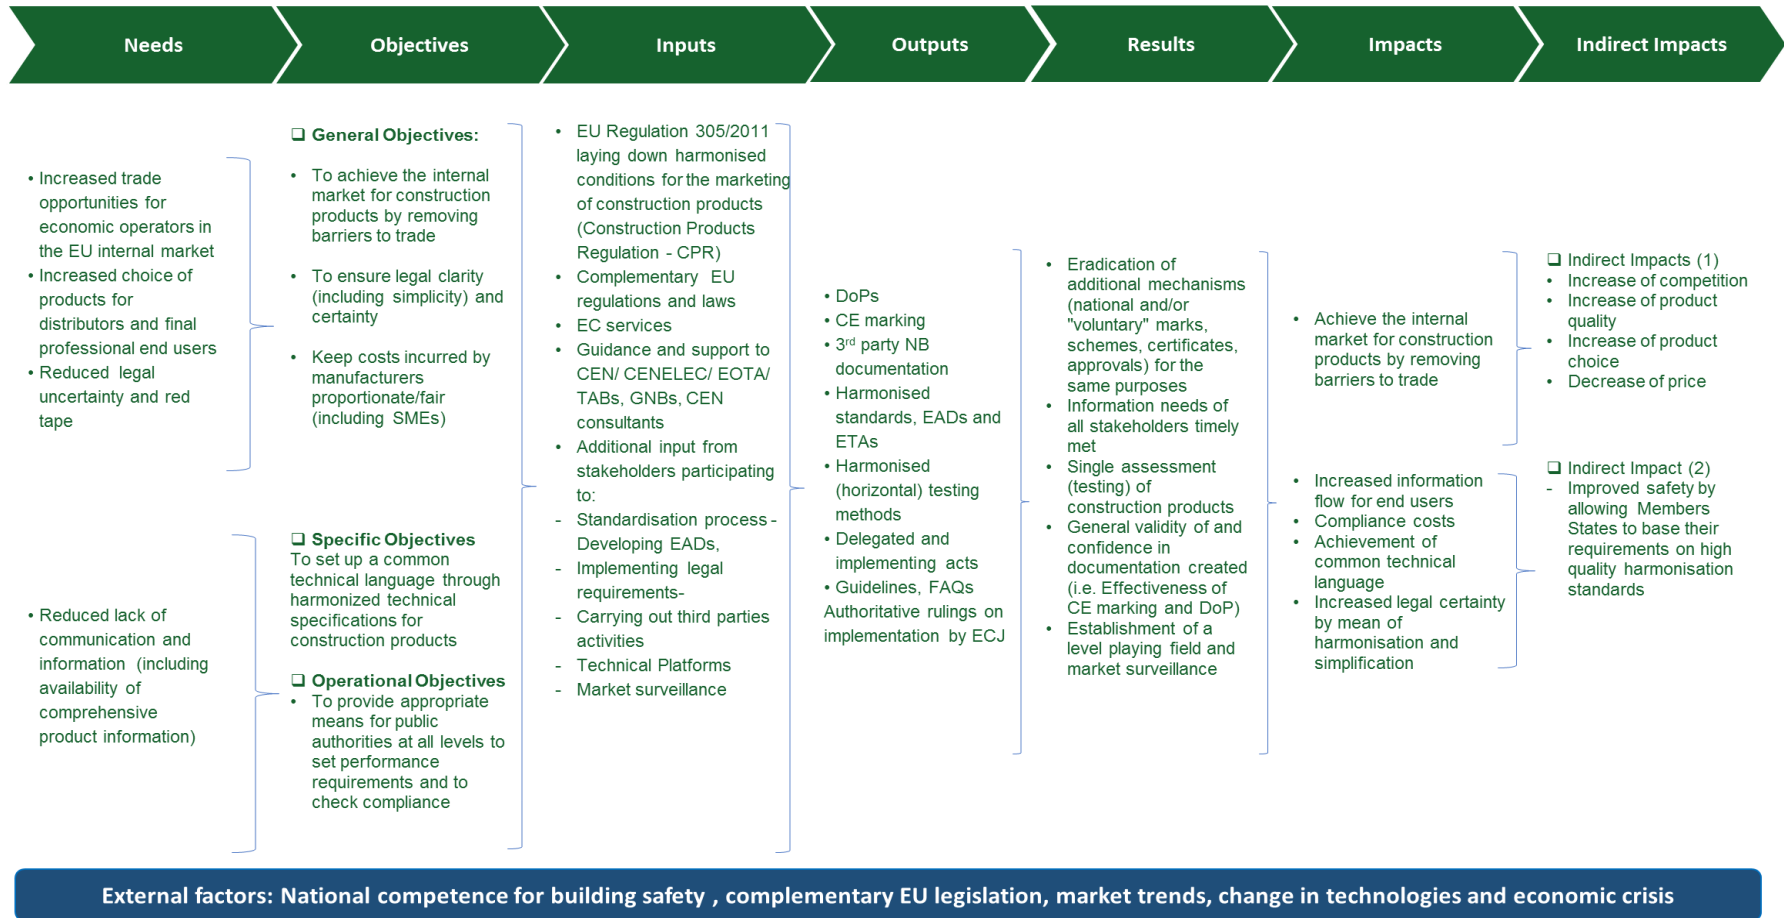 Needs
Objectives
Inputs
Outputs
Results
Impacts
Indirect Impacts
• Increased trade
opportunities for
economic operators in
the EU internal market
• Increased choice of
products for
distributors and final
professional end users
• Reduced legal
uncertainty and red
tape
• Reduced lack of
communication and
information (including
availability of
comprehensive
product information)
❑ General Objectives:
• To achieve the internal
market for construction
products by removing
barriers to trade
• To ensure legal clarity
(including simplicity) and
certainty
• Keep costs incurred by
manufacturers
proportionate/fair
(including SMEs)
❑ Specific Objectives
To set up a common
technical language through
harmonized technical
specifications for
construction products
❑ Operational Objectives
• To provide appropriate
means for public
authorities at all levels to
set performance
requirements and to
check compliance
• EU Regulation 305/2011
laying down harmonised
conditions for the marketing
of construction products
(Construction Products
Regulation - CPR)
• Complementary EU
regulations and laws
• EC services
• Guidance and support to
CEN/ CENELEC/ EOTA/
TABs, GNBs, CEN
consultants
• Additional input from
stakeholders participating
to:
- Standardisation process -
Developing EADs,
- Implementing legal
requirements-
- Carrying out third parties
activities
- Technical Platforms
- Market surveillance
• DoPs
• CE marking
• 3rd party NB
documentation
• Harmonised
standards, EADs and
ETAs
• Harmonised
(horizontal) testing
methods
• Delegated and
implementing acts
• Guidelines, FAQs
Authoritative rulings on
implementation by ECJ
• Eradication of
additional mechanisms
(national and/or
"voluntary" marks,
schemes, certificates,
approvals) for the
same purposes
• Information needs of
all stakeholders timely
met
• Single assessment
(testing) of
construction products
• General validity of and
confidence in
documentation created
(i.e. Effectiveness of
CE marking and DoP)
• Establishment of a
level playing field and
market surveillance
• Achieve the internal
market for construction
products by removing
barriers to trade
• Increased information
flow for end users
• Compliance costs
• Achievement of
common technical
language
• Increased legal certainty
by mean of
harmonisation and
simplification
❑ Indirect Impacts (1)
• Increase of competition
• Increase of product
quality
• Increase of product
choice
• Decrease of price
❑ Indirect Impact (2)
- Improved safety by
allowing Members
States to base their
requirements on high
quality harmonisation
standards
External factors: National competence for building safety , complementary EU legislation, market trends, change in technologies and economic crisis